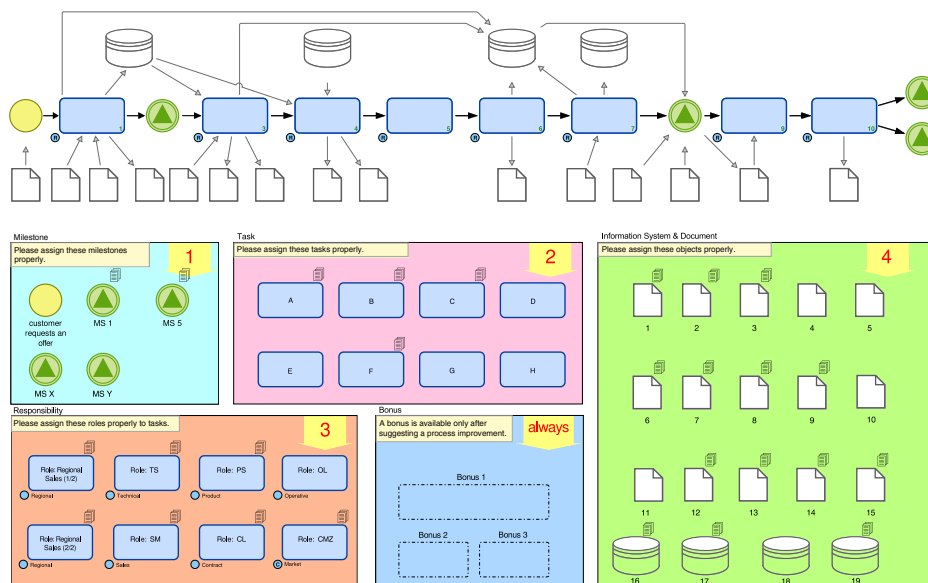 1
3
4
5
6
7
9
10
R
R
R
R
R
R
R
Milestone
Please assign these milestones
properly.
1
customer
requests an
offer
MS 1
MS 5
MS X
MS Y
Task
Please assign these tasks properly.
2
A
B
C
D
E
F
G
H
Information System & Document
Please assign these objects properly.
4
1
2
3
4
5
6
7
8
9
10
11
12
13
14
15
16
17
18
19
Responsibility
Please assign these roles properly to tasks.
3
Role: Regional
Sales (1/2)
Regional
Role: TS
Technical
Role: PS
Product
Role: OL
Operative
Role: Regional
Sales (2/2)
Regional
Role: SM
Sales
Role: CL
Contract
Role: CMZ
C
Market
Bonus
A bonus is available only after
suggesting a process improvement.
always
Bonus 1
Bonus 2
Bonus 3